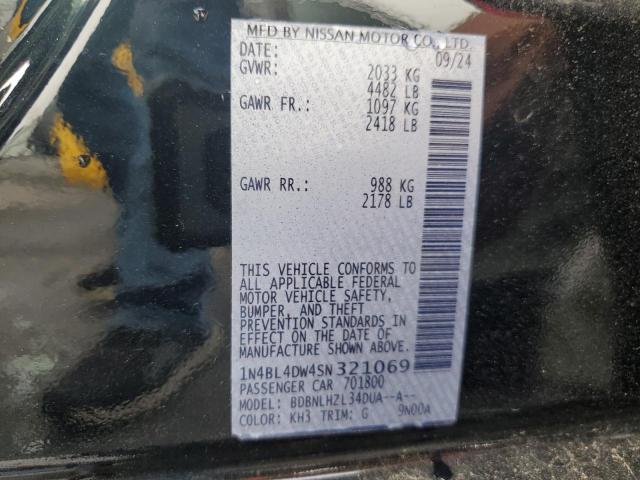 MFD BY NISSAN MOTOR CO., LTD.
DATE: 09/24
GVWR: 2033 KG
4482 LB
GAWR FR.: 1097 KG
2418 LB
GAWR RR.: 988 KG
2178 LB
THIS VEHICLE CONFORMS TO
ALL APPLICABLE FEDERAL
MOTOR VEHICLE SAFETY,
BUMPER, AND THEFT
PREVENTION STANDARDS IN
EFFECT ON THE DATE OF
MANUFACTURE SHOWN ABOVE.
1N4BL4DW4SN321069
PASSENGER CAR 701800
MODEL: BDBNLHZL34DUA--A--
COLOR: KH3 TRIM: G 9N00A